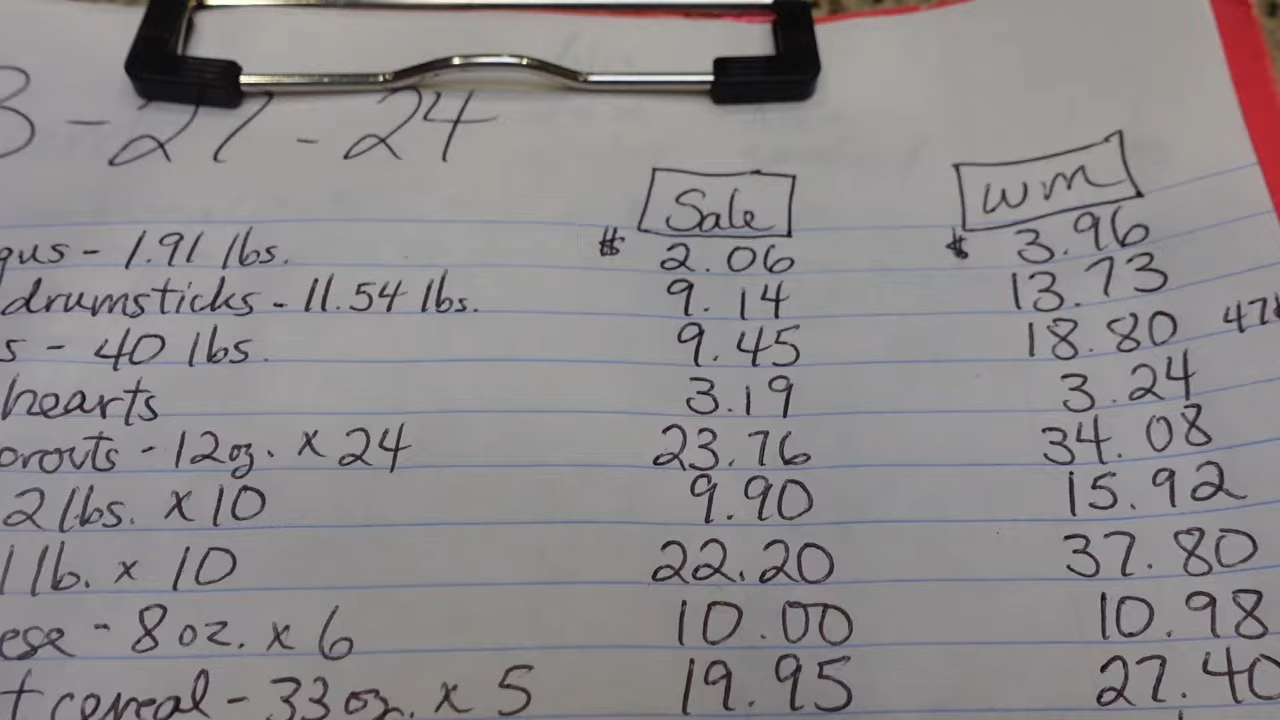 3-27-24
Sale WM
gus - 1.91 lbs. $ 2.06 $ 3.96
drumsticks - 11.54 lbs. 9.14 13.73
s - 40 lbs. 9.45 18.80 47
hearts 3.19 3.24
prouts - 12oz. x 24 23.76 34.08
2 lbs. x 10 9.90 15.92
1 lb. x 10 22.20 37.80
ese - 8 oz. x 6 10.00 10.98
t cereal - 33oz. x 5 19.95 27.40